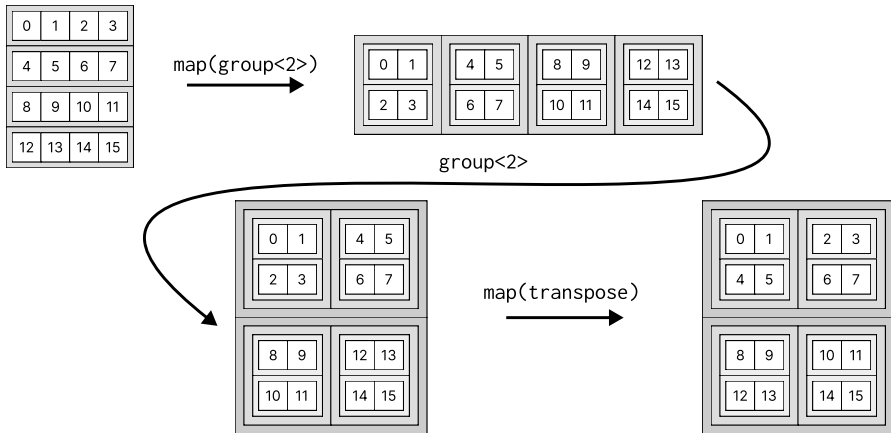 0 1 2 3
4 5 6 7
8 9 10 11
12 13 14 15
map(group<2>)
0 1 4 5 8 9 12 13
2 3 6 7 10 11 14 15
group<2>
0 1 4 5
2 3 6 7
8 9 12 13
10 11 14 15
map(transpose)
0 1 2 3
4 5 6 7
8 9 10 11
12 13 14 15